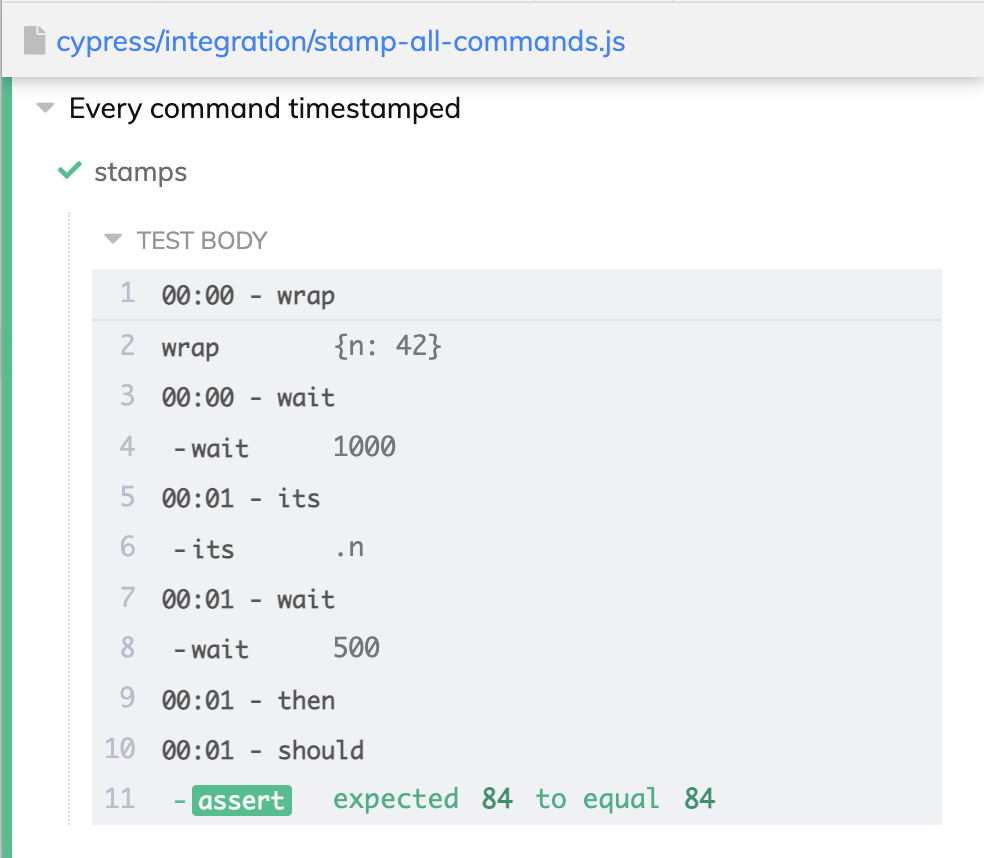 cypress/integration/stamp-all-commands.js
Every command timestamped
stamps
TEST BODY
1 00:00 - wrap
2 wrap {n: 42}
3 00:00 - wait
4 -wait 1000
5 00:01 - its
6 -its .n
7 00:01 - wait
8 -wait 500
9 00:01 - then
10 00:01 - should
11 -assert expected 84 to equal 84